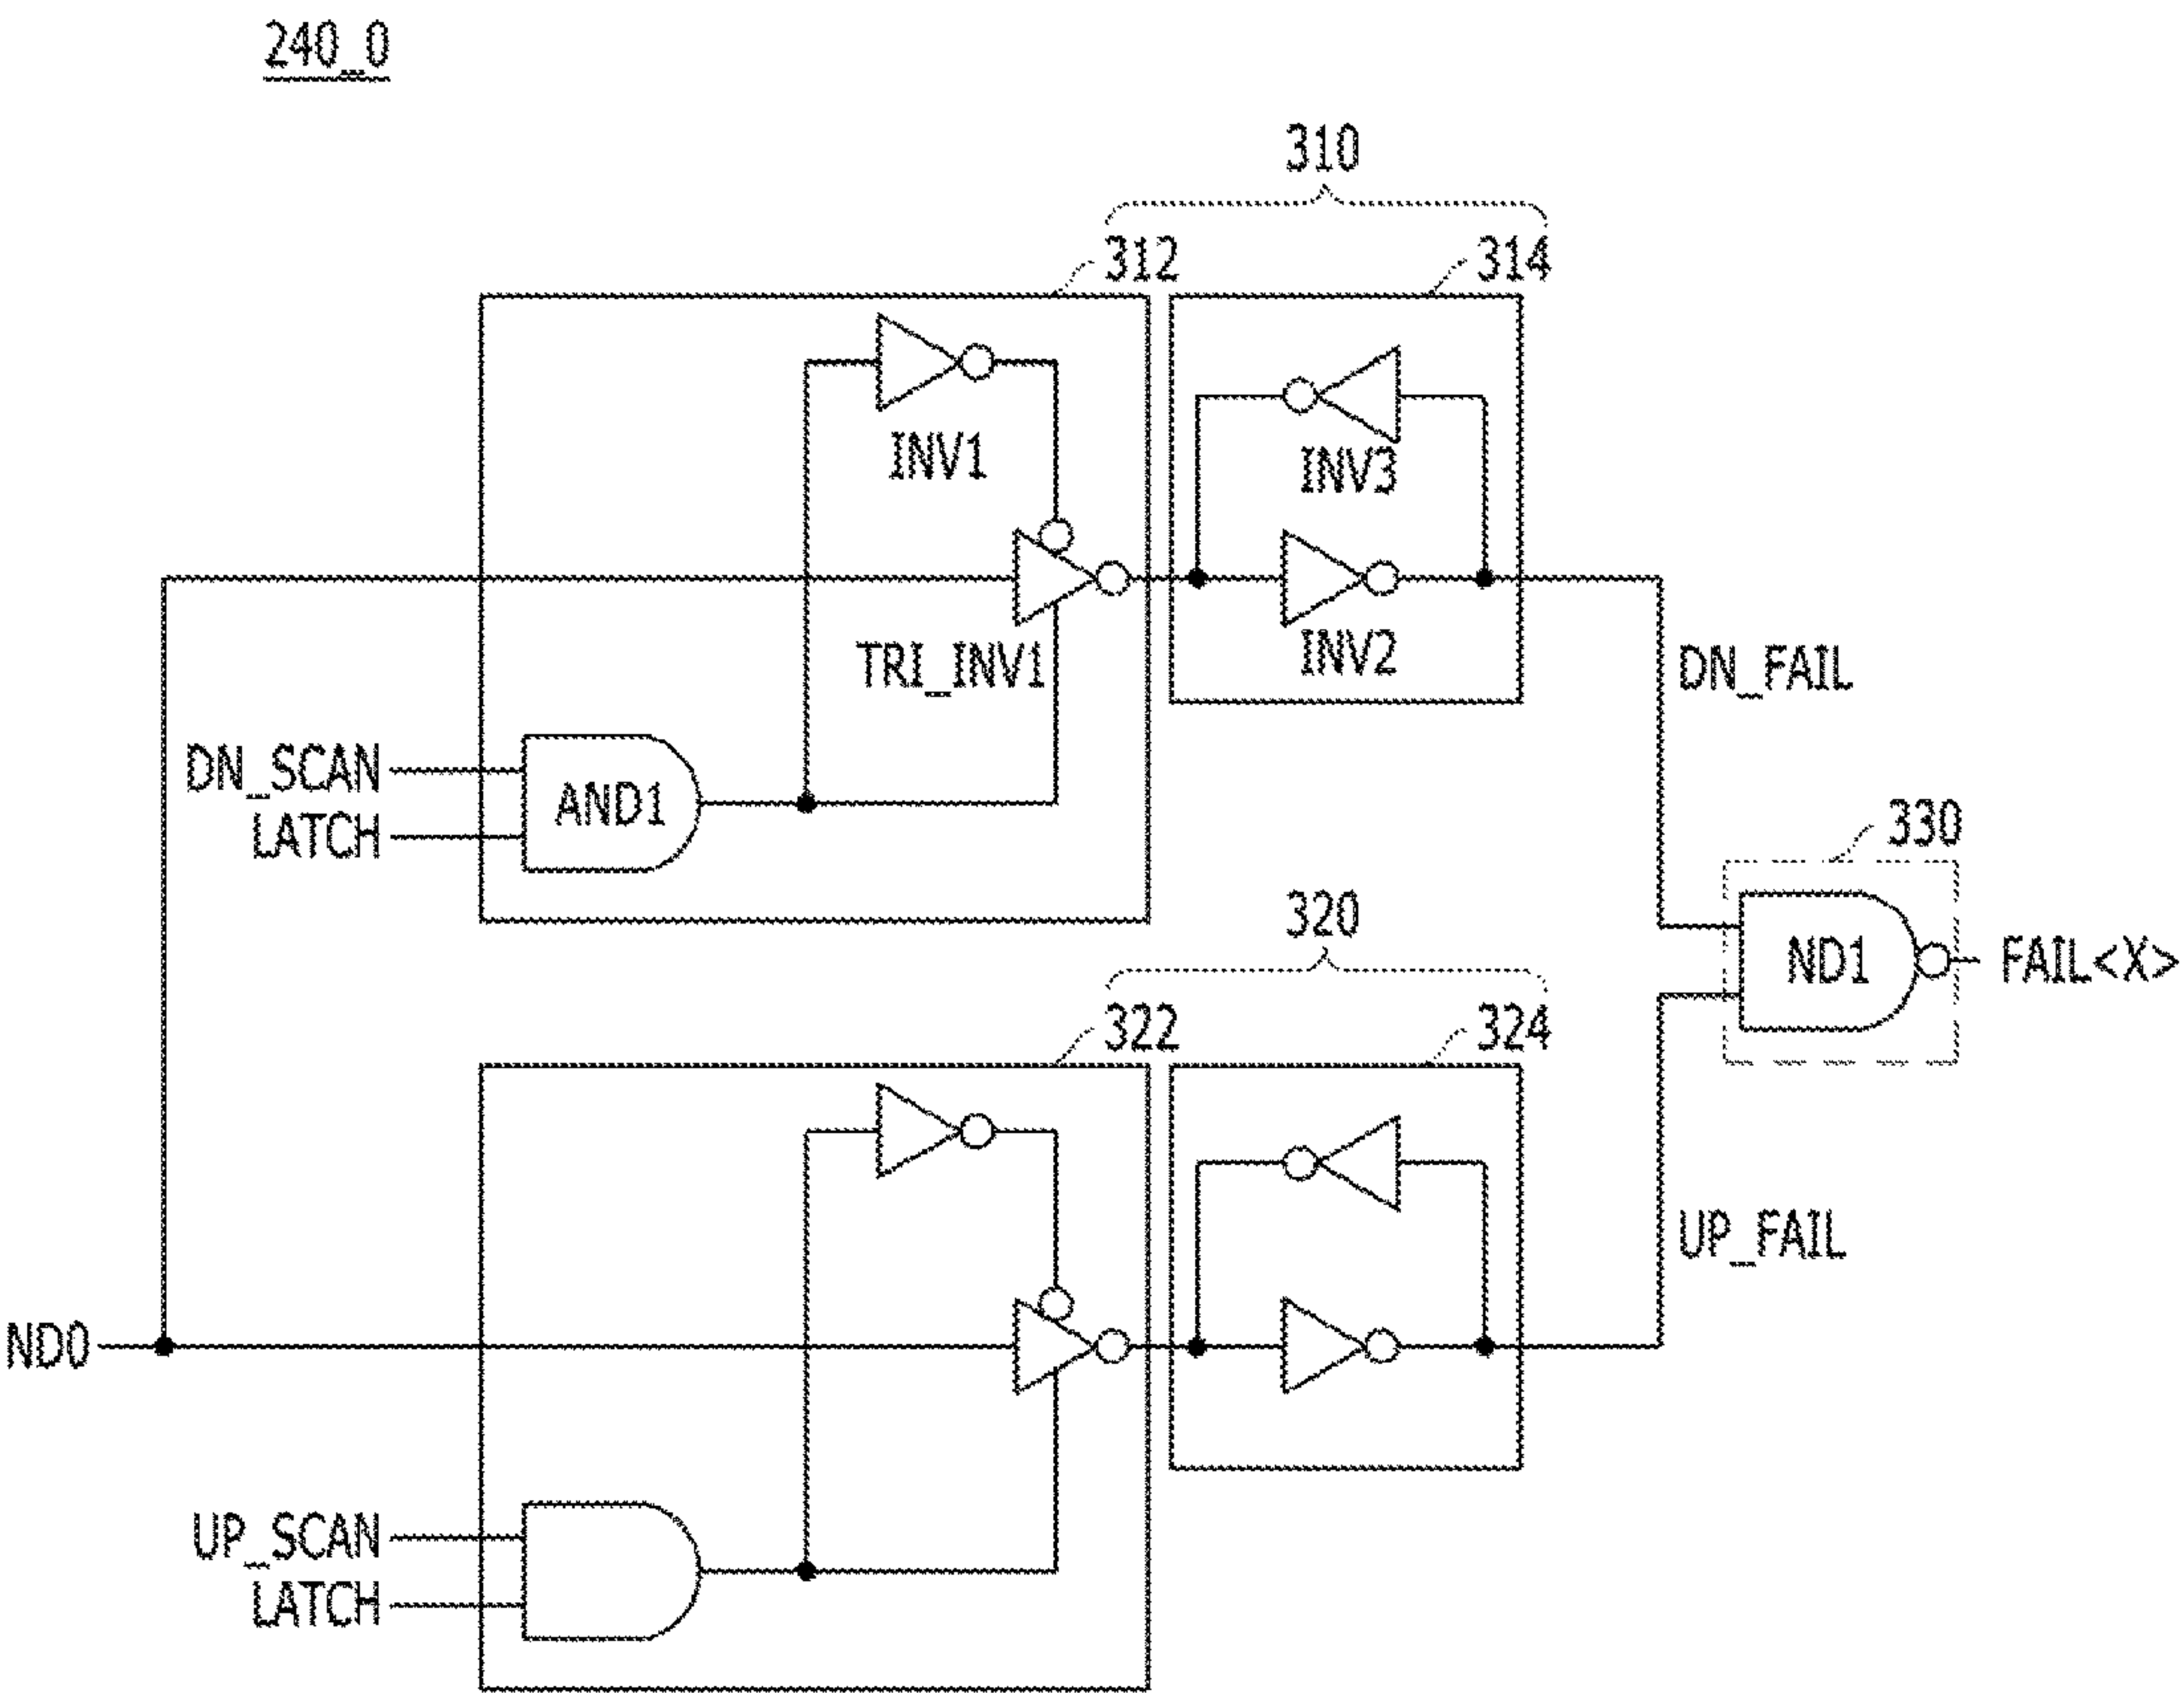 240_0
310
312
314
INV1
INV3
TRI_INV1
INV2
DN_FAIL
DN_SCAN
LATCH
AND1
330
ND1
FAIL<X>
320
322
324
UP_FAIL
ND0
UP_SCAN
LATCH